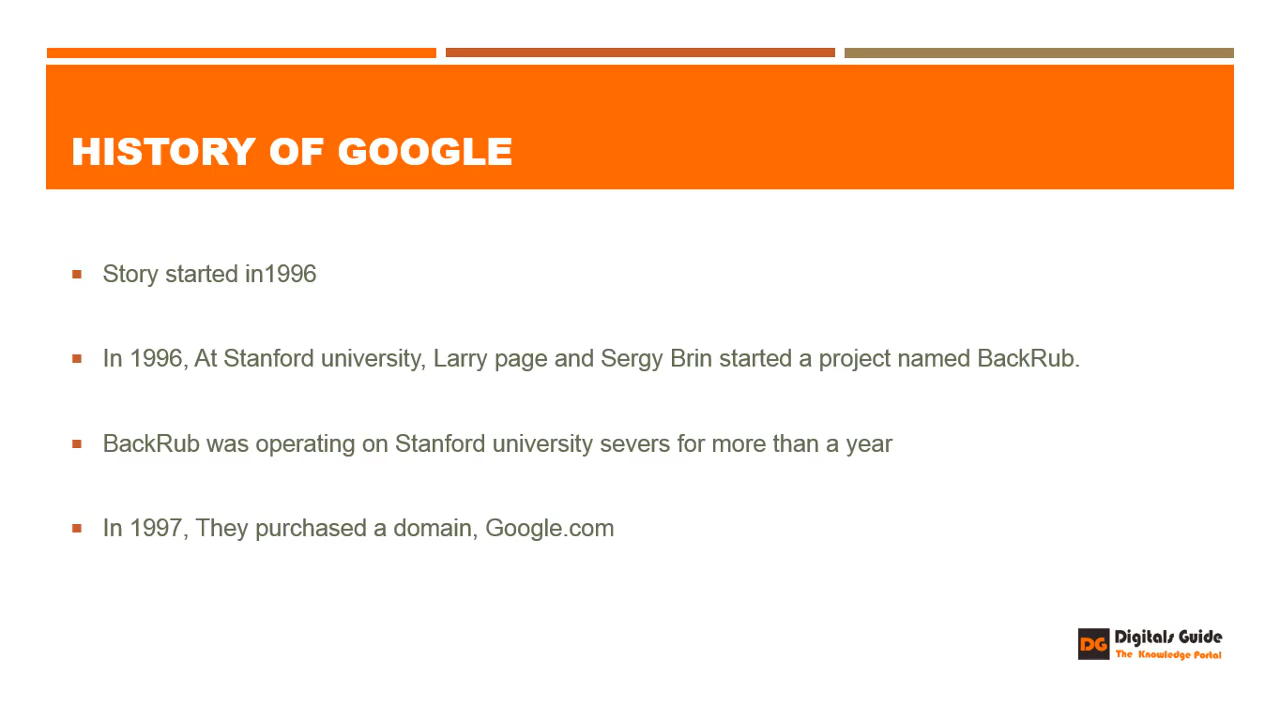 HISTORY OF GOOGLE
Story started in1996
In 1996, At Stanford university, Larry page and Sergy Brin started a project named BackRub.
BackRub was operating on Stanford university severs for more than a year
In 1997, They purchased a domain, Google.com
DG Digitals Guide
The Knowledge Portal